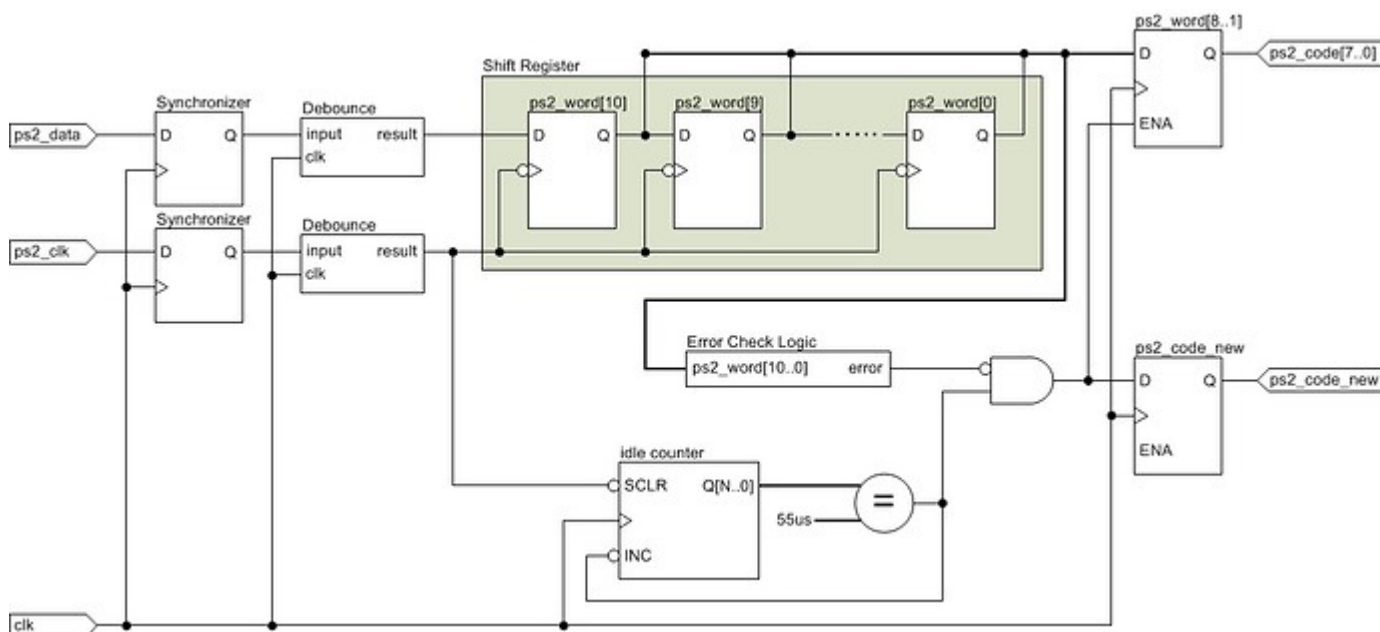 ps2_word[8..1]
D Q
ps2_code[7..0]
ENA
Shift Register
Synchronizer
D Q
ps2_data
Debounce
input result
clk
ps2_word[10]
D Q
ps2_word[9]
D Q
ps2_word[0]
D Q
Synchronizer
D Q
ps2_clk
Debounce
input result
clk
Error Check Logic
ps2_word[10..0] error
ps2_code_new
D Q
ps2_code_new
ENA
idle counter
SCLR Q[N..0]
INC
55us
=
clk